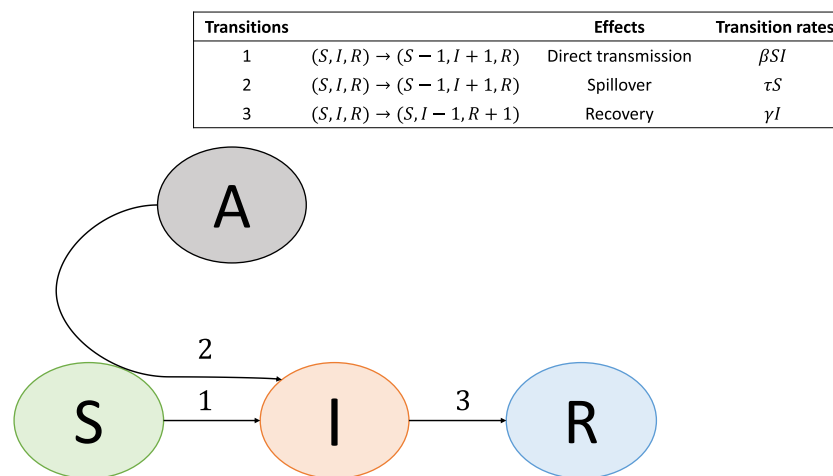 Transitions Effects Transition rates
1 (S, I, R) → (S − 1, I + 1, R) Direct transmission βSI
2 (S, I, R) → (S − 1, I + 1, R) Spillover τS
3 (S, I, R) → (S, I − 1, R + 1) Recovery γI
A
2
S 1 I 3 R